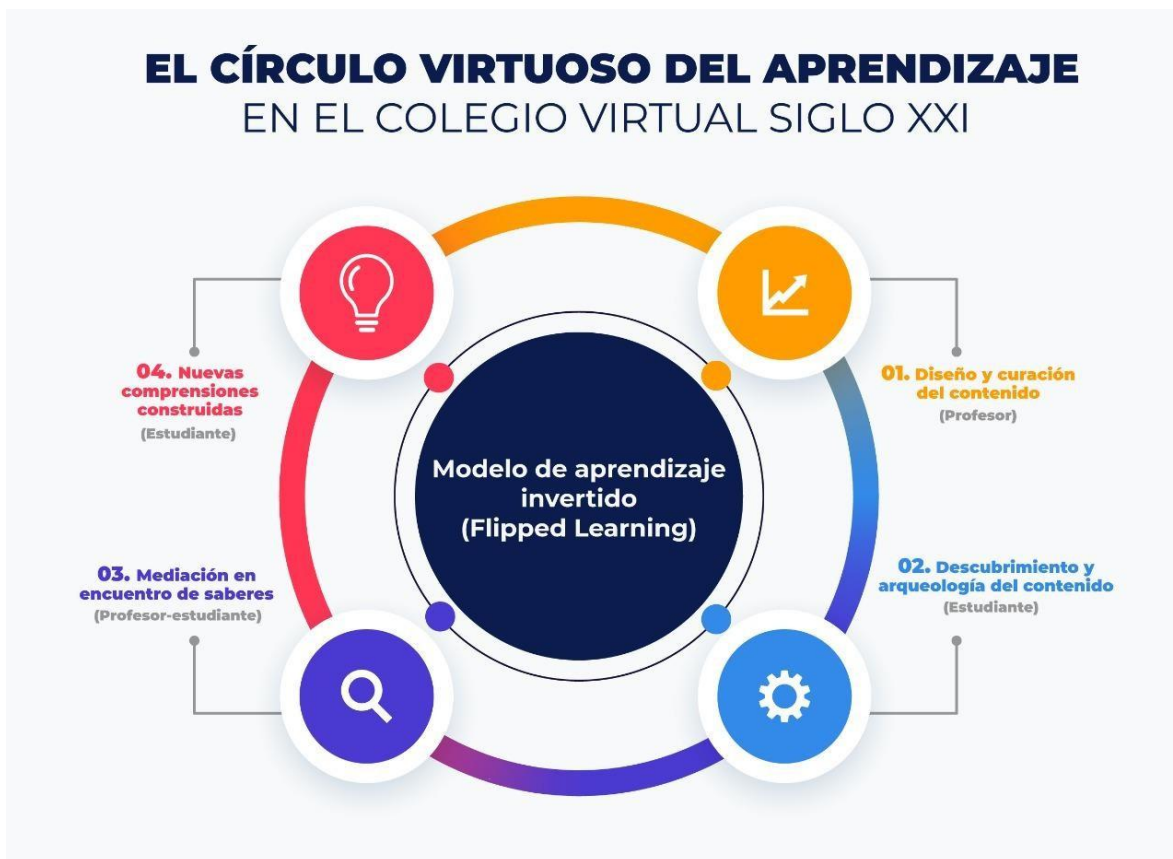 EL CÍRCULO VIRTUOSO DEL APRENDIZAJE
EN EL COLEGIO VIRTUAL SIGLO XXI
04. Nuevas
comprensiones
construidas
(Estudiante)
01. Diseño y curación
del contenido
(Profesor)
Modelo de aprendizaje
invertido
(Flipped Learning)
03. Mediación en
encuentro de saberes
(Profesor-estudiante)
02. Descubrimiento y
arqueología del contenido
(Estudiante)